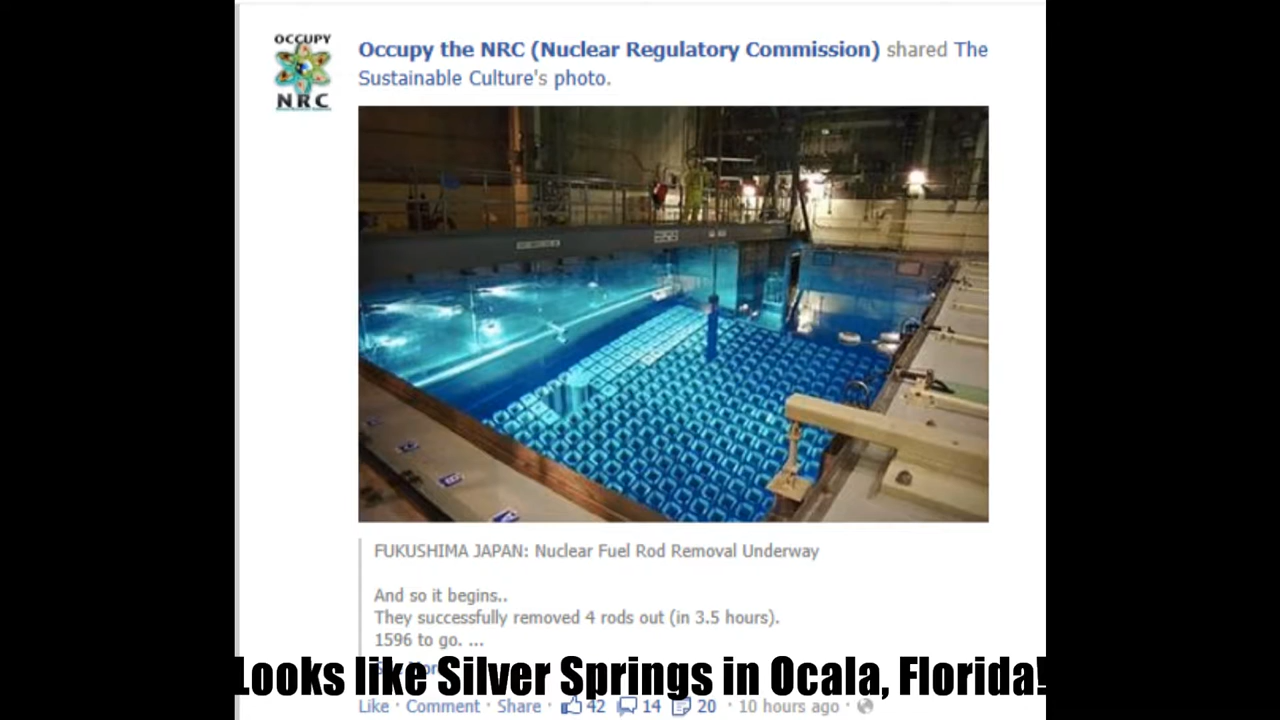 OCCUPY
NRC
Occupy the NRC (Nuclear Regulatory Commission) shared The
Sustainable Culture's photo.
FUKUSHIMA JAPAN: Nuclear Fuel Rod Removal Underway
And so it begins..
They successfully removed 4 rods out (in 3.5 hours).
1596 to go. ...
Looks like Silver Springs in Ocala, Florida!
Like · Comment · Share · 42 14 20 · 10 hours ago ·